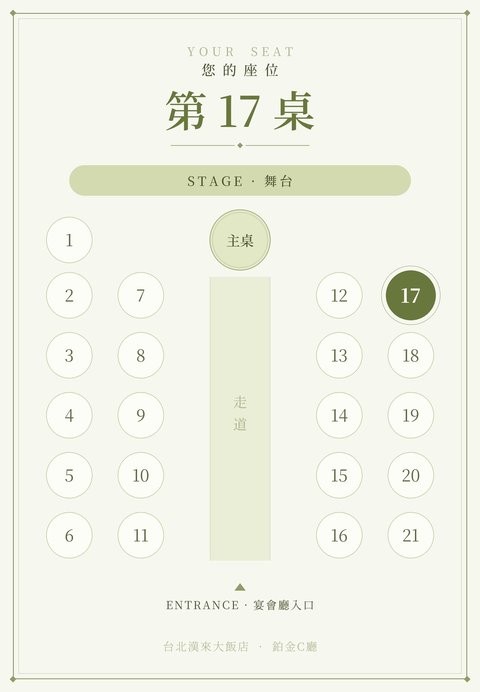 YOUR SEAT
您的座位
第 17 桌
STAGE · 舞台
1 主桌
2 7 12 17
3 8 13 18
走
4 9 14 19
道
5 10 15 20
6 11 16 21
ENTRANCE · 宴會廳入口
台北漢來大飯店 · 鉑金C廳